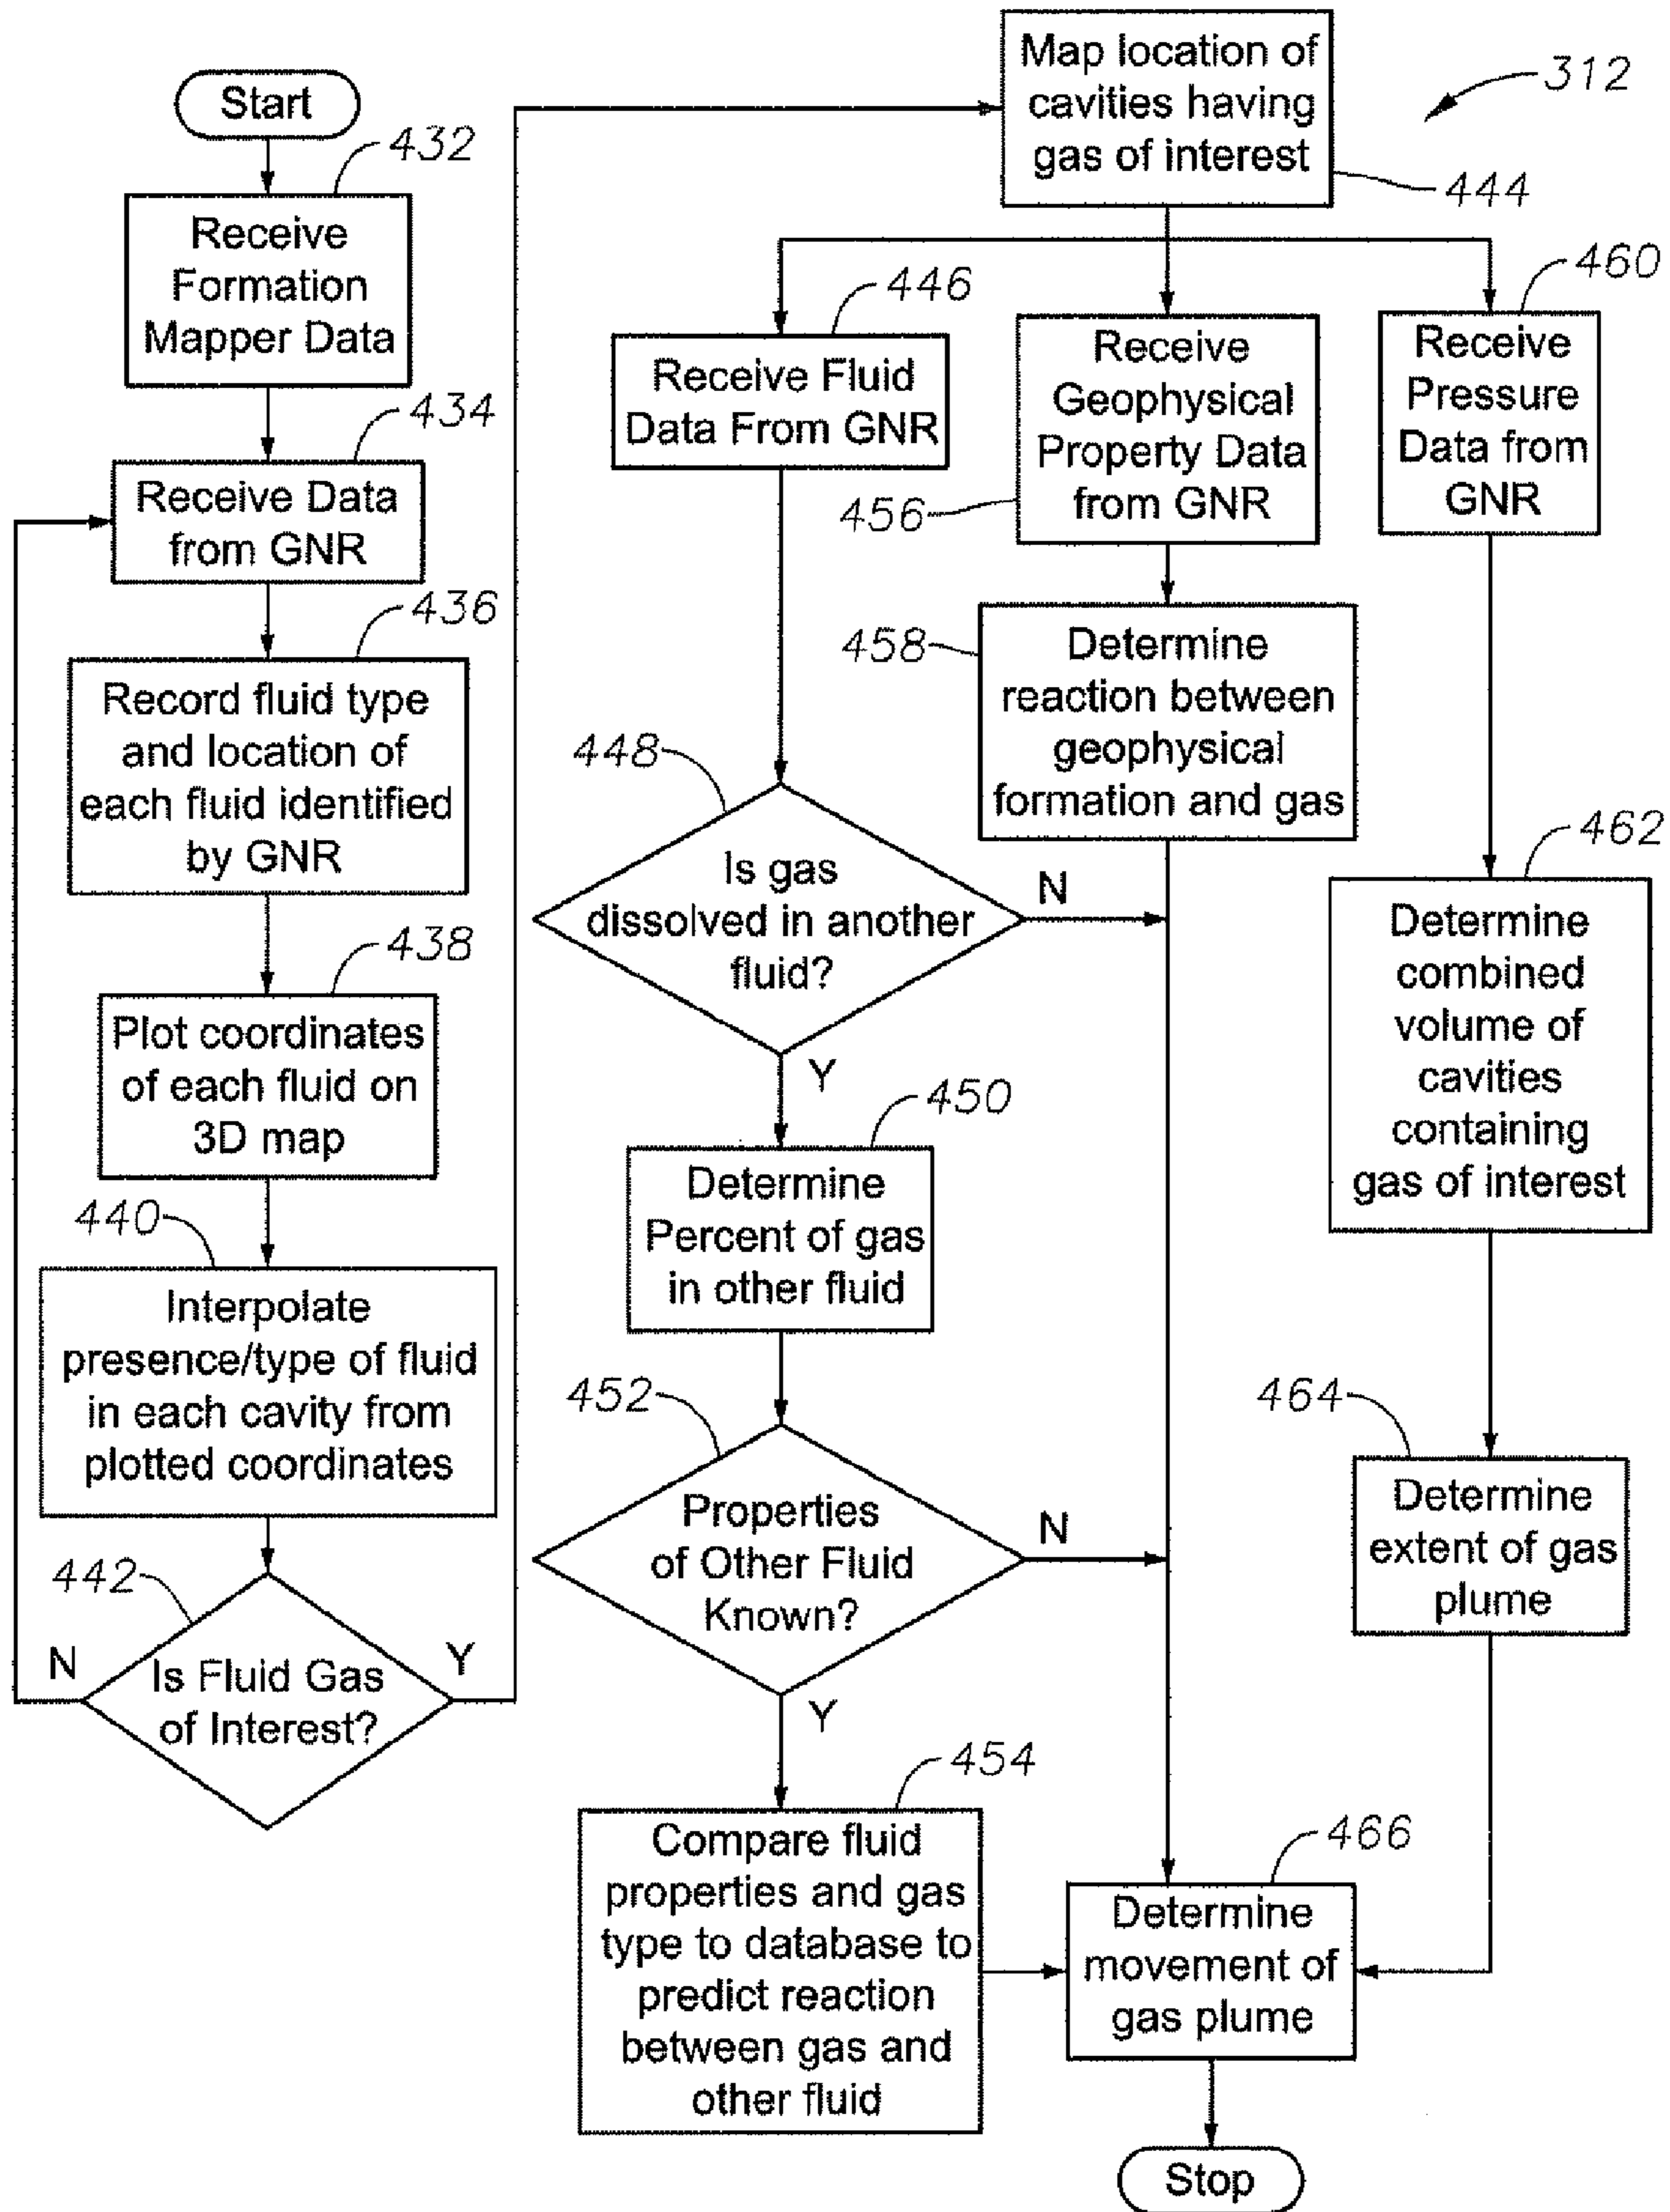 Start
432
Receive
Formation
Mapper Data
434
Receive Data
from GNR
436
Record fluid type
and location of
each fluid identified
by GNR
438
Plot coordinates
of each fluid on
3D map
440
Interpolate
presence/type of fluid
in each cavity from
plotted coordinates
442
Is Fluid Gas
of Interest?
N
Y
Map location of
cavities having
gas of interest
312
444
446
Receive Fluid
Data From GNR
448
Is gas
dissolved in another
fluid?
N
Y
450
Determine
Percent of gas
in other fluid
452
Properties
of Other Fluid
Known?
N
Y
454
Compare fluid
properties and gas
type to database to
predict reaction
between gas and
other fluid
456
Receive
Geophysical
Property Data
from GNR
458
Determine
reaction between
geophysical
formation and gas
460
Receive
Pressure
Data from
GNR
462
Determine
combined
volume of
cavities
containing
gas of interest
464
Determine
extent of gas
plume
466
Determine
movement of
gas plume
Stop